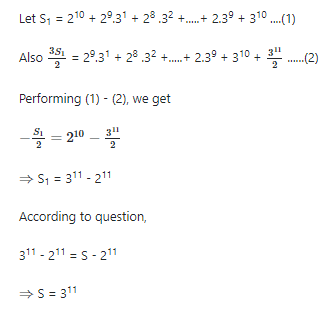 Let S₁ = 2¹⁰ + 2⁹.3¹ + 2⁸ .3² +.....+ 2.3⁹ + 3¹⁰ ....(1)
Also 3S₁/2 = 2⁹.3¹ + 2⁸ .3² +.....+ 2.3⁹ + 3¹⁰ + 3¹¹/2 ......(2)
Performing (1) - (2), we get
−S₁/2 = 2¹⁰ − 3¹¹/2
⇒ S₁ = 3¹¹ - 2¹¹
According to question,
3¹¹ - 2¹¹ = S - 2¹¹
⇒ S = 3¹¹